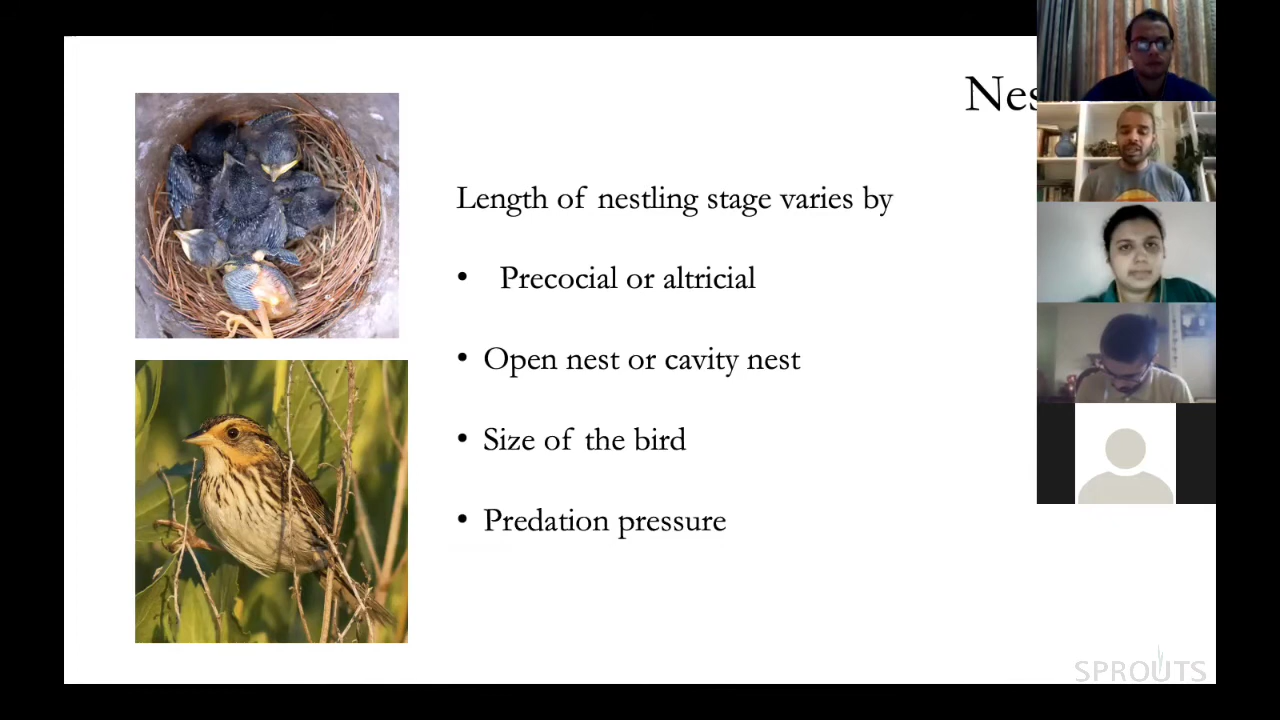 Nes
Length of nestling stage varies by
• Precocial or altricial
• Open nest or cavity nest
• Size of the bird
• Predation pressure
SPROUTS